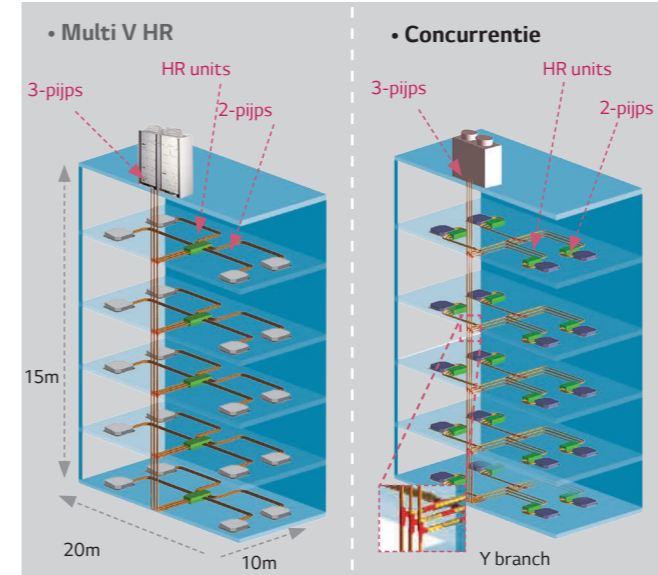 • Multi V HR
HR units
3-pijps
2-pijps
15m
20m
10m
• Concurrentie
HR units
3-pijps
2-pijps
Y branch